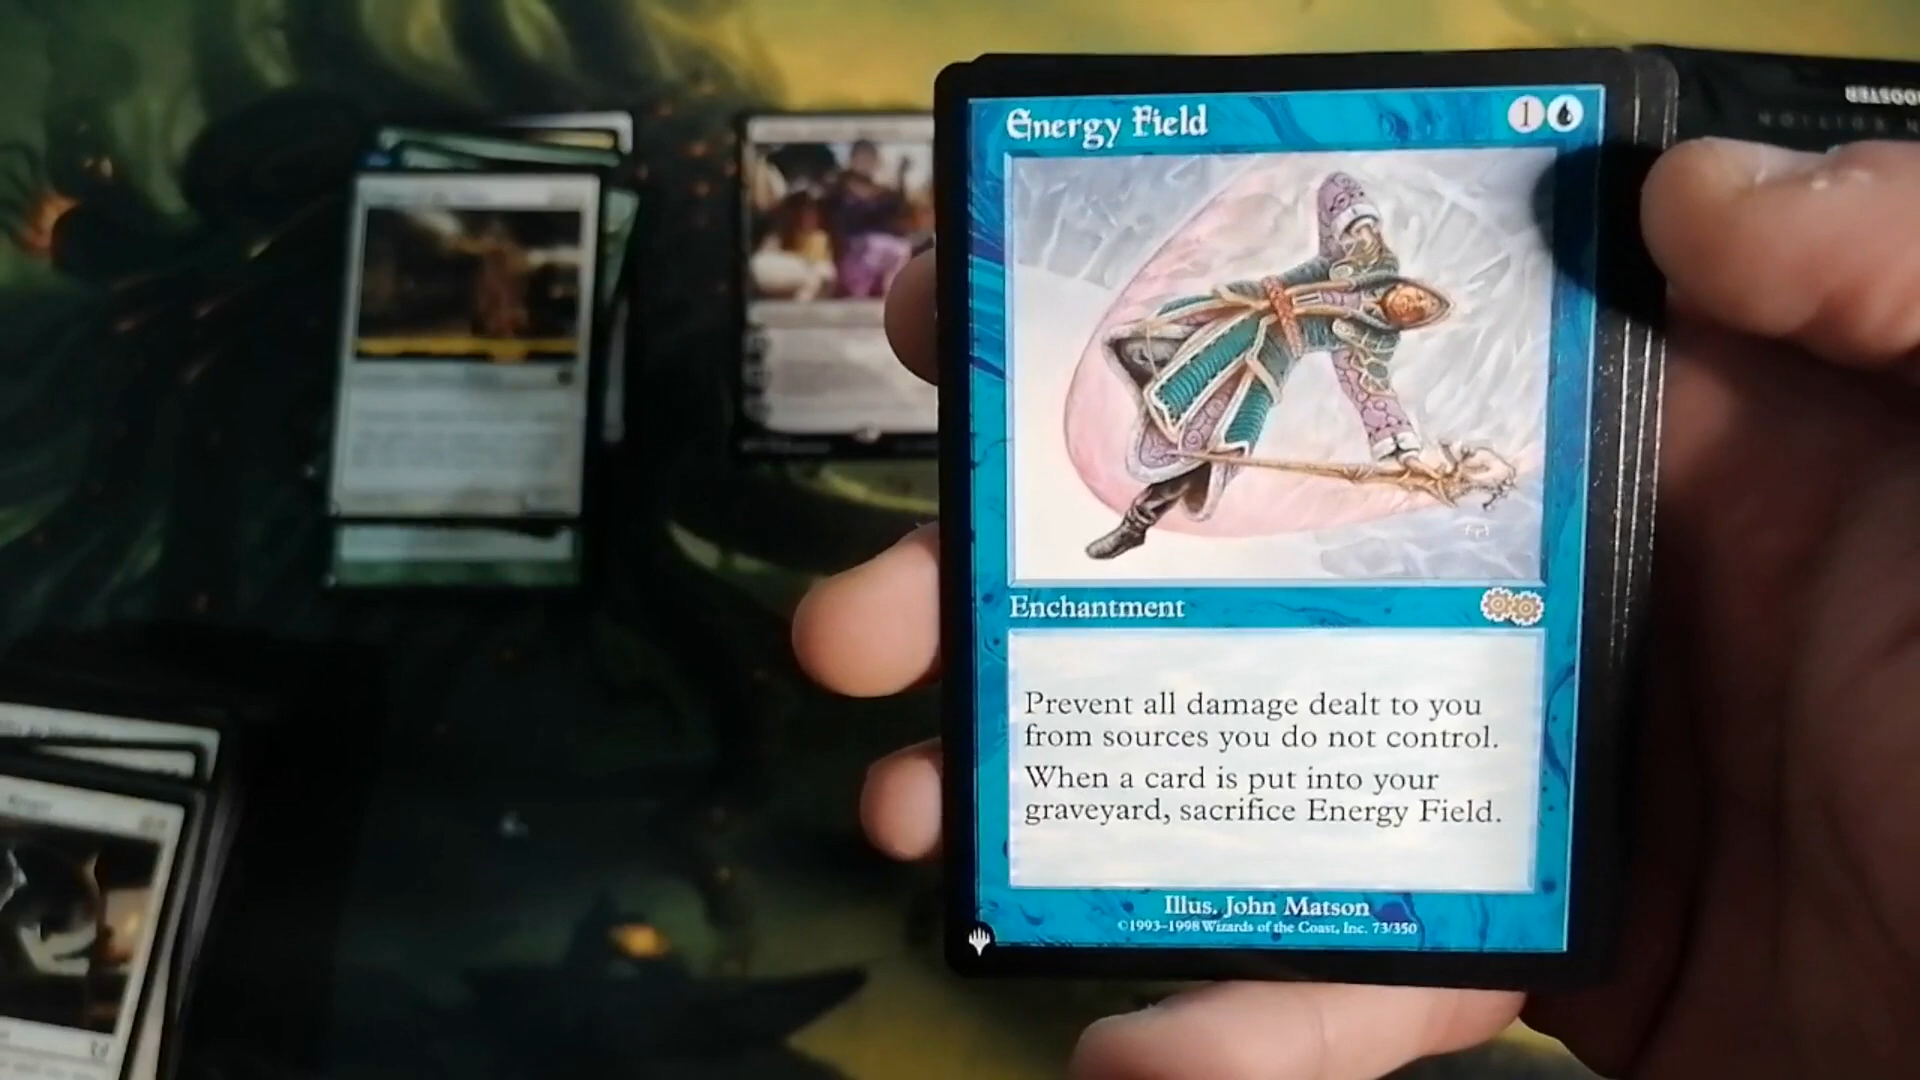 Energy Field
1
Enchantment
Prevent all damage dealt to you
from sources you do not control.
When a card is put into your
graveyard, sacrifice Energy Field.
Illus. John Matson
©1993-1998 Wizards of the Coast, Inc. 73/350